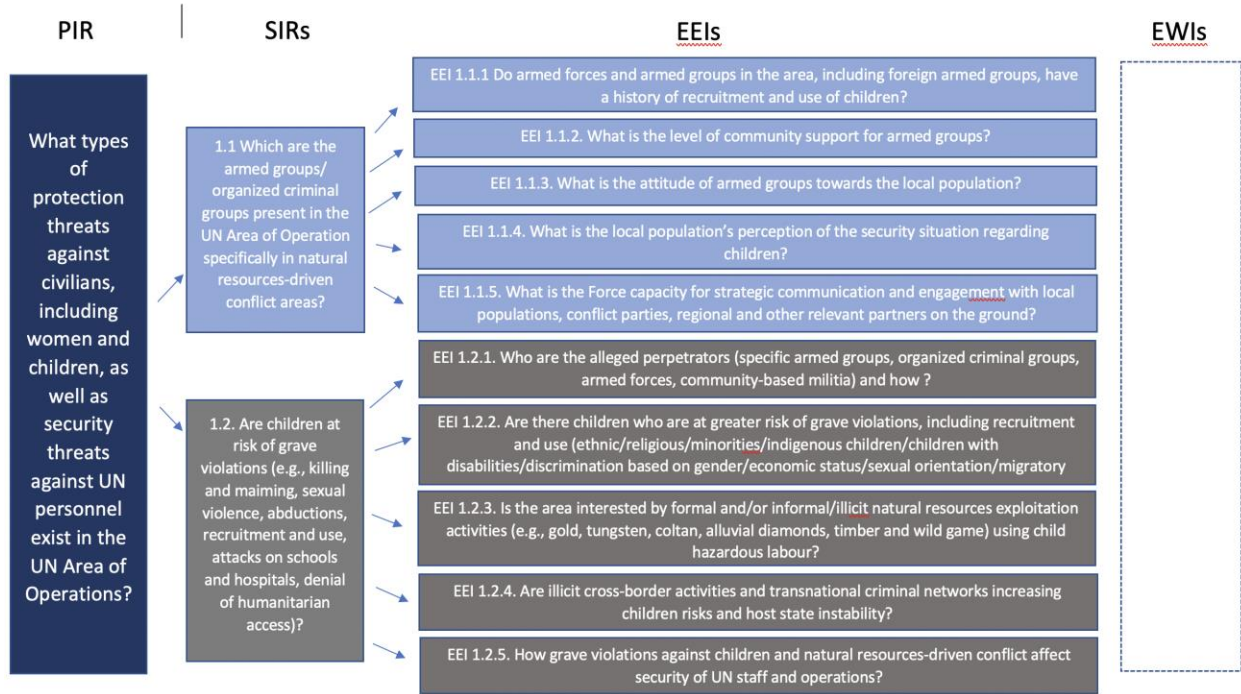 PIR
SIRs
EEIs
EWIs
What types
of
protection
threats
against
civilians,
including
women and
children, as
well as
security
threats
against UN
personnel
exist in the
UN Area of
Operations?
1.1 Which are the
armed groups/
organized criminal
groups present in the
UN Area of Operation
specifically in natural
resources-driven
conflict areas?
EEI 1.1.1 Do armed forces and armed groups in the area, including foreign armed groups, have
a history of recruitment and use of children?
EEI 1.1.2. What is the level of community support for armed groups?
EEI 1.1.3. What is the attitude of armed groups towards the local population?
EEI 1.1.4. What is the local population’s perception of the security situation regarding
children?
EEI 1.1.5. What is the Force capacity for strategic communication and engagement with local
populations, conflict parties, regional and other relevant partners on the ground?
1.2. Are children at
risk of grave
violations (e.g., killing
and maiming, sexual
violence, abductions,
recruitment and use,
attacks on schools
and hospitals, denial
of humanitarian
access)?
EEI 1.2.1. Who are the alleged perpetrators (specific armed groups, organized criminal groups,
armed forces, community-based militia) and how ?
EEI 1.2.2. Are there children who are at greater risk of grave violations, including recruitment
and use (ethnic/religious/minorities/indigenous children/children with
disabilities/discrimination based on gender/economic status/sexual orientation/migratory
EEI 1.2.3. Is the area interested by formal and/or informal/illicit natural resources exploitation
activities (e.g., gold, tungsten, coltan, alluvial diamonds, timber and wild game) using child
hazardous labour?
EEI 1.2.4. Are illicit cross-border activities and transnational criminal networks increasing
children risks and host state instability?
EEI 1.2.5. How grave violations against children and natural resources-driven conflict affect
security of UN staff and operations?